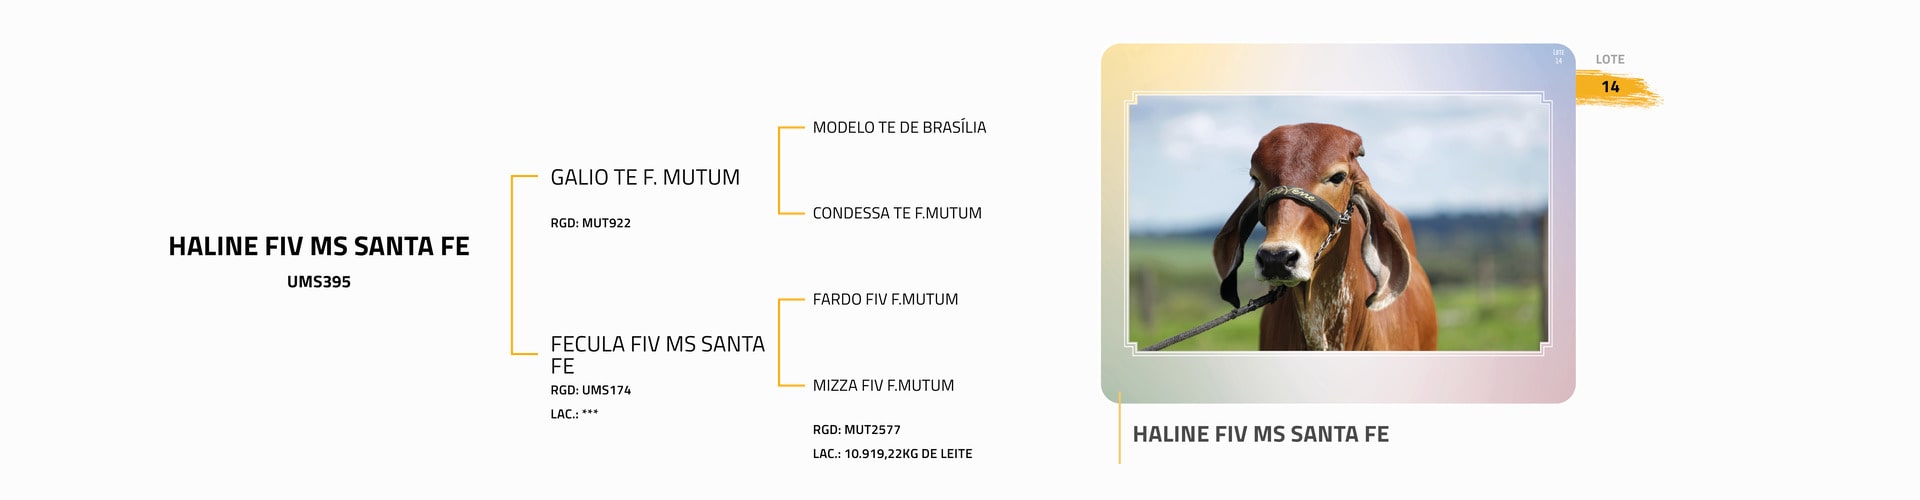 HALINE FIV MS SANTA FE
UMS395
GALIO TE F. MUTUM
RGD: MUT922
FECULA FIV MS SANTA
FE
RGD: UMS174
LAC.: ***
MODELO TE DE BRASÍLIA
CONDESSA TE F.MUTUM
FARDO FIV F.MUTUM
MIZZA FIV F.MUTUM
RGD: MUT2577
LAC.: 10.919,22KG DE LEITE
LOTE
14
LOTE
14
HALINE FIV MS SANTA FE